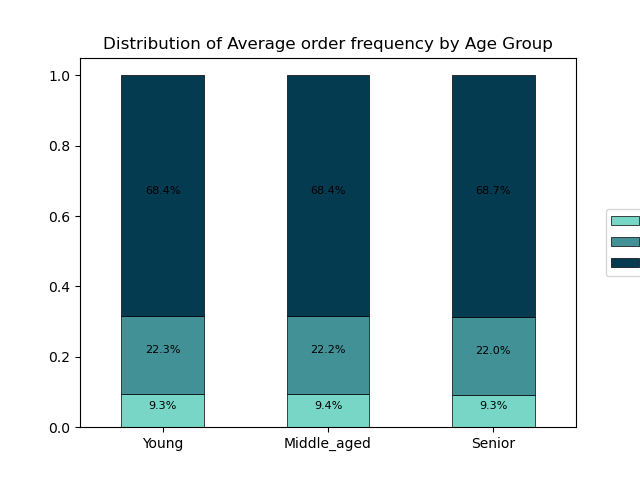 Distribution of Average order frequency by Age Group
1.0
0.8
0.6
0.4
0.2
0.0
68.4% 68.4% 68.7%
22.3% 22.2% 22.0%
9.3% 9.4% 9.3%
Young Middle_aged Senior